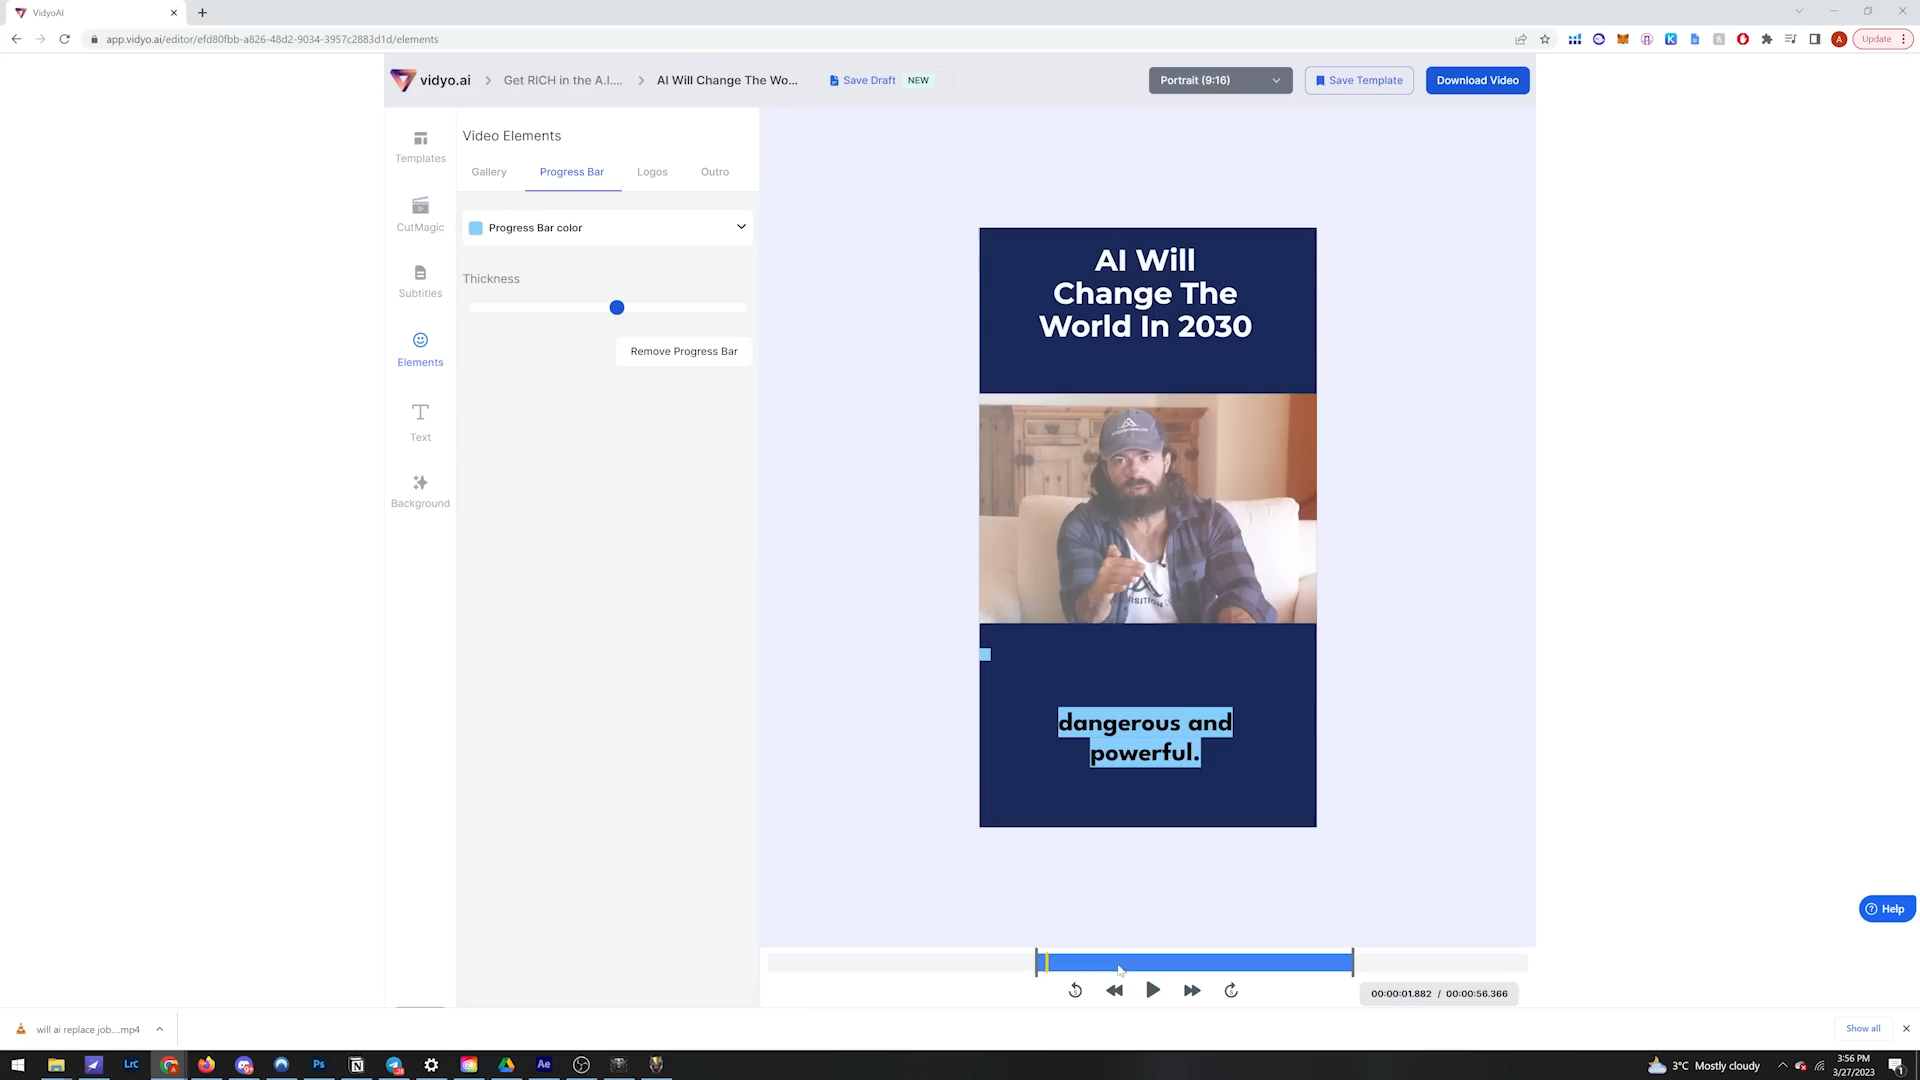 VidyoAI
app.vidyo.ai/editor/efd80fbb-a826-48d2-9034-3957c2883d1d/elements
Update
vidyo.ai
Get RICH in the A.I....
AI Will Change The Wo...
Save Draft NEW
Portrait (9:16)
Save Template
Download Video
Templates
CutMagic
Subtitles
Elements
Text
Background
Video Elements
Gallery
Progress Bar
Logos
Outro
Progress Bar color
Thickness
Remove Progress Bar
AI Will
Change The
World In 2030
dangerous and
powerful.
Help
00:00:01.882 / 00:00:56.366
will ai replace job....mp4
Show all
Lrc
Ps
Ae
3°C Mostly cloudy
3:56 PM
3/27/2023